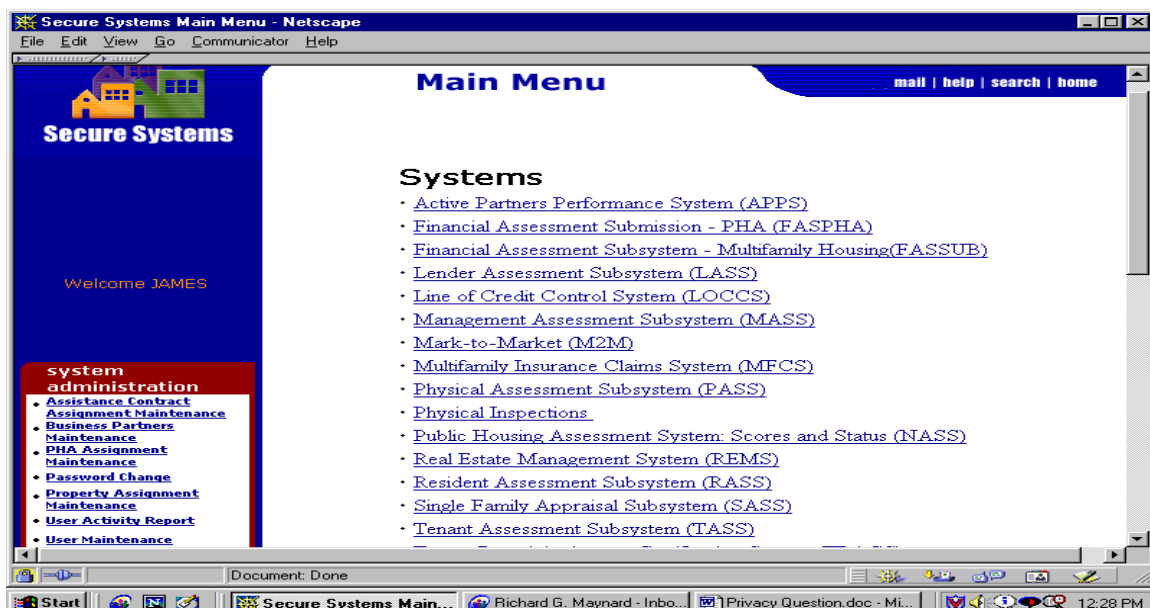 Secure Systems Main Menu - Netscape
File Edit View Go Communicator Help
Main Menu
mail | help | search | home
Secure Systems
Welcome JAMES
system
administration
• Assistance Contract
Assignment Maintenance
• Business Partners
Maintenance
• PHA Assignment
Maintenance
• Password Change
• Property Assignment
Maintenance
• User Activity Report
• User Maintenance
Systems
• Active Partners Performance System (APPS)
• Financial Assessment Submission - PHA (FASPHA)
• Financial Assessment Subsystem - Multifamily Housing(FASSUB)
• Lender Assessment Subsystem (LASS)
• Line of Credit Control System (LOCCS)
• Management Assessment Subsystem (MASS)
• Mark-to-Market (M2M)
• Multifamily Insurance Claims System (MFCS)
• Physical Assessment Subsystem (PASS)
• Physical Inspections
• Public Housing Assessment System: Scores and Status (NASS)
• Real Estate Management System (REMS)
• Resident Assessment Subsystem (RASS)
• Single Family Appraisal Subsystem (SASS)
• Tenant Assessment Subsystem (TASS)
Document: Done
Start
Secure Systems Main...
Richard G. Maynard - Inbo...
Privacy Question.doc - Mi...
12:28 PM